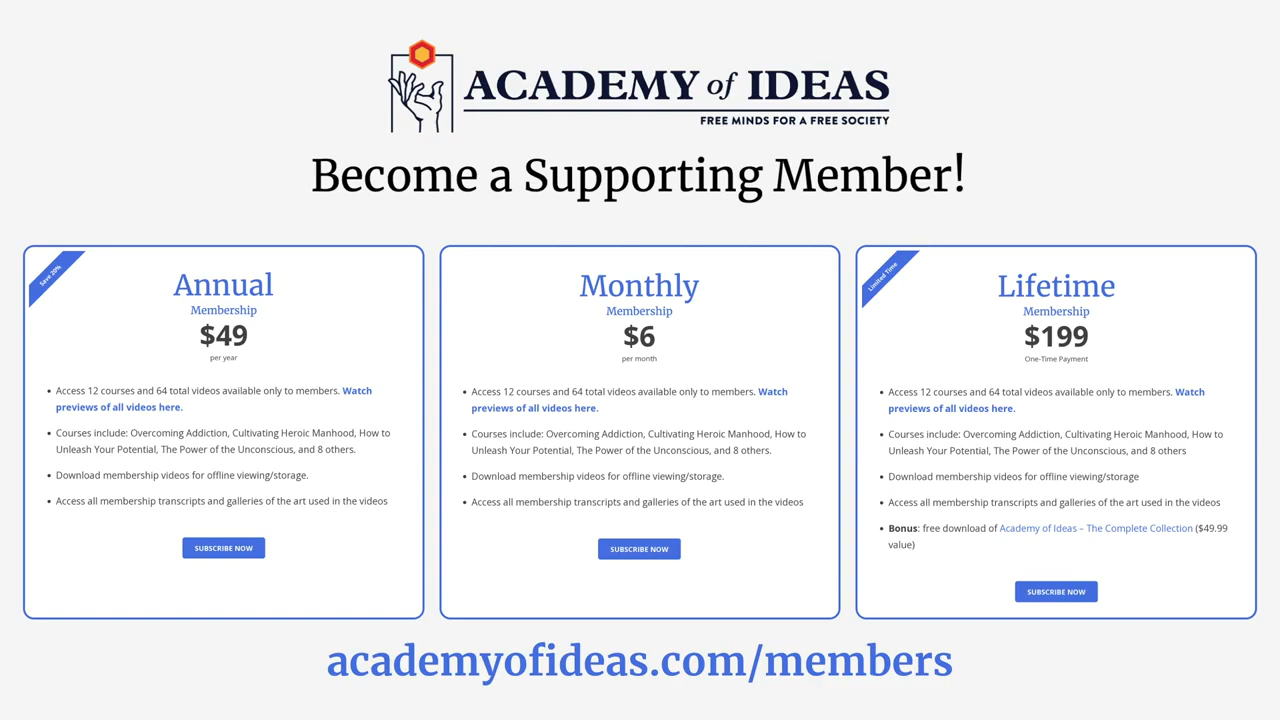 ACADEMY of IDEAS
FREE MINDS FOR A FREE SOCIETY
Become a Supporting Member!
Save 20%
Annual
Membership
$49
per year
• Access 12 courses and 64 total videos available only to members. Watch
previews of all videos here.
• Courses include: Overcoming Addiction, Cultivating Heroic Manhood, How to
Unleash Your Potential, The Power of the Unconscious, and 8 others.
• Download membership videos for offline viewing/storage.
• Access all membership transcripts and galleries of the art used in the videos
SUBSCRIBE NOW
Monthly
Membership
$6
per month
• Access 12 courses and 64 total videos available only to members. Watch
previews of all videos here.
• Courses include: Overcoming Addiction, Cultivating Heroic Manhood, How to
Unleash Your Potential, The Power of the Unconscious, and 8 others.
• Download membership videos for offline viewing/storage.
• Access all membership transcripts and galleries of the art used in the videos
SUBSCRIBE NOW
Limited Time
Lifetime
Membership
$199
One-Time Payment
• Access 12 courses and 64 total videos available only to members. Watch
previews of all videos here.
• Courses include: Overcoming Addiction, Cultivating Heroic Manhood, How to
Unleash Your Potential, The Power of the Unconscious, and 8 others
• Download membership videos for offline viewing/storage
• Access all membership transcripts and galleries of the art used in the videos
• Bonus: free download of Academy of Ideas – The Complete Collection ($49.99
value)
SUBSCRIBE NOW
academyofideas.com/members